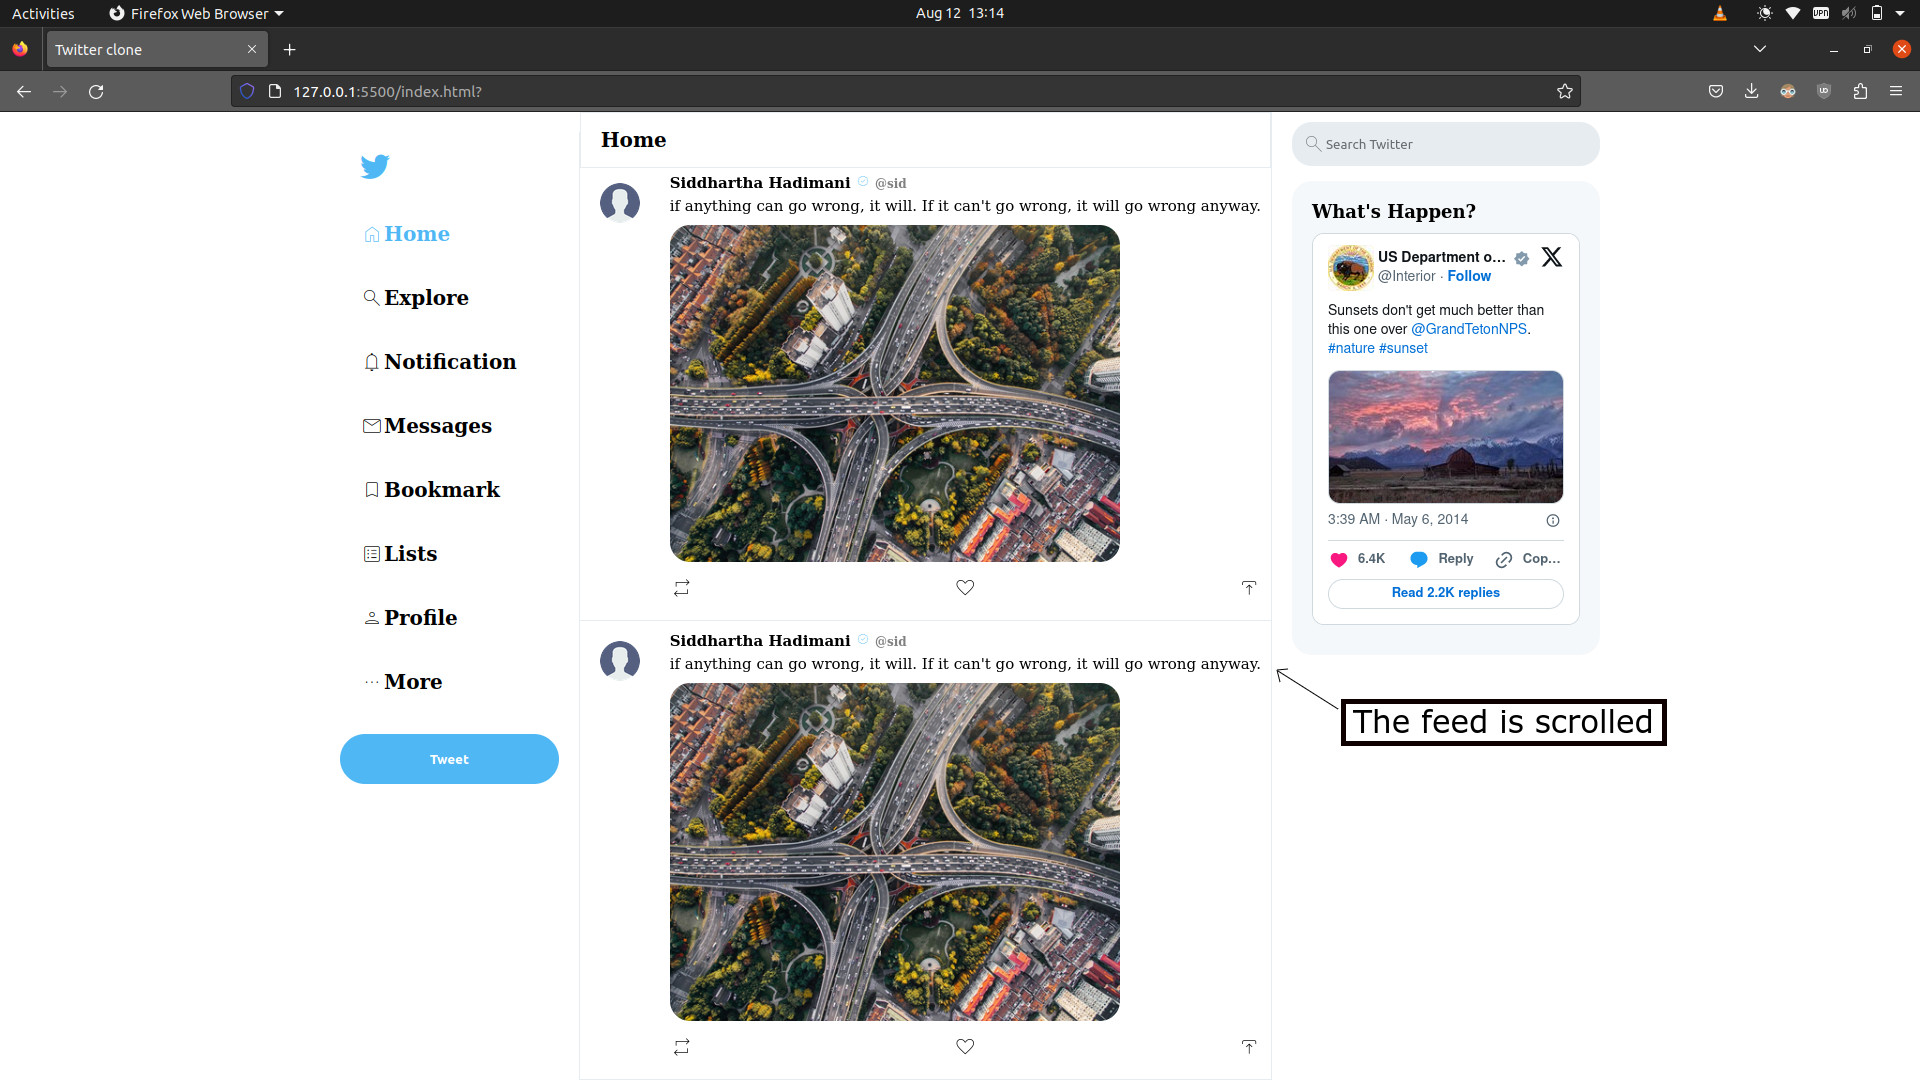 Activities
Firefox Web Browser
Aug 12 13:14
VPN
Twitter clone
127.0.0.1:5500/index.html?
Home
Explore
Notification
Messages
Bookmark
Lists
Profile
More
Tweet
Home
Siddhartha Hadimani @sid
if anything can go wrong, it will. If it can't go wrong, it will go wrong anyway.
Siddhartha Hadimani @sid
if anything can go wrong, it will. If it can't go wrong, it will go wrong anyway.
Search Twitter
What's Happen?
US Department o...
@Interior · Follow
Sunsets don't get much better than
this one over @GrandTetonNPS.
#nature #sunset
3:39 AM · May 6, 2014
6.4K Reply Cop...
Read 2.2K replies
The feed is scrolled